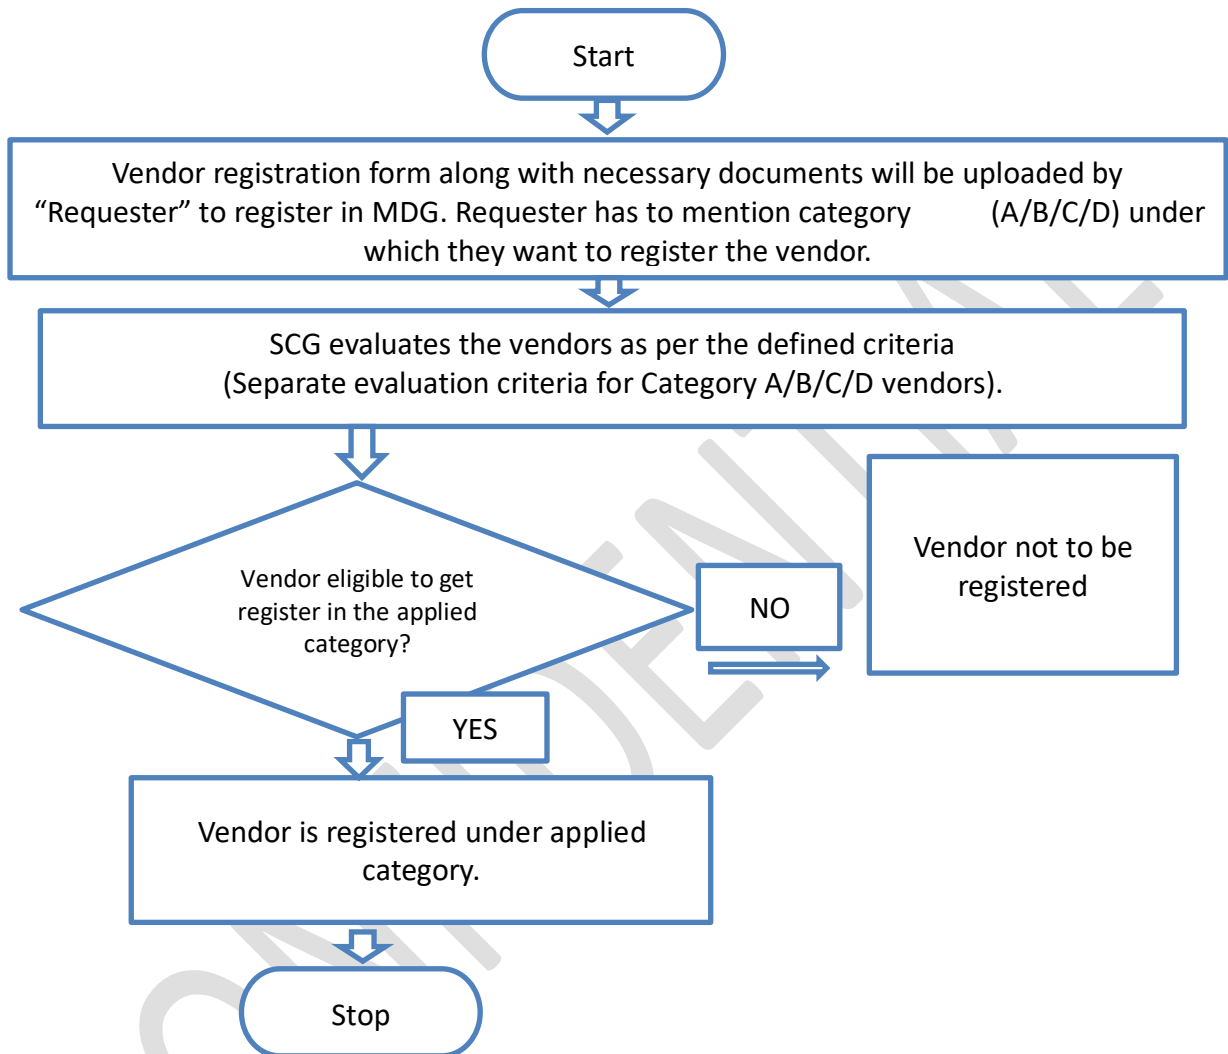 Start
Vendor registration form along with necessary documents will be uploaded by
“Requester” to register in MDG. Requester has to mention category (A/B/C/D) under
which they want to register the vendor.
SCG evaluates the vendors as per the defined criteria
(Separate evaluation criteria for Category A/B/C/D vendors).
Vendor eligible to get
register in the applied
category?
NO
Vendor not to be
registered
YES
Vendor is registered under applied
category.
Stop
CONFIDENTIAL